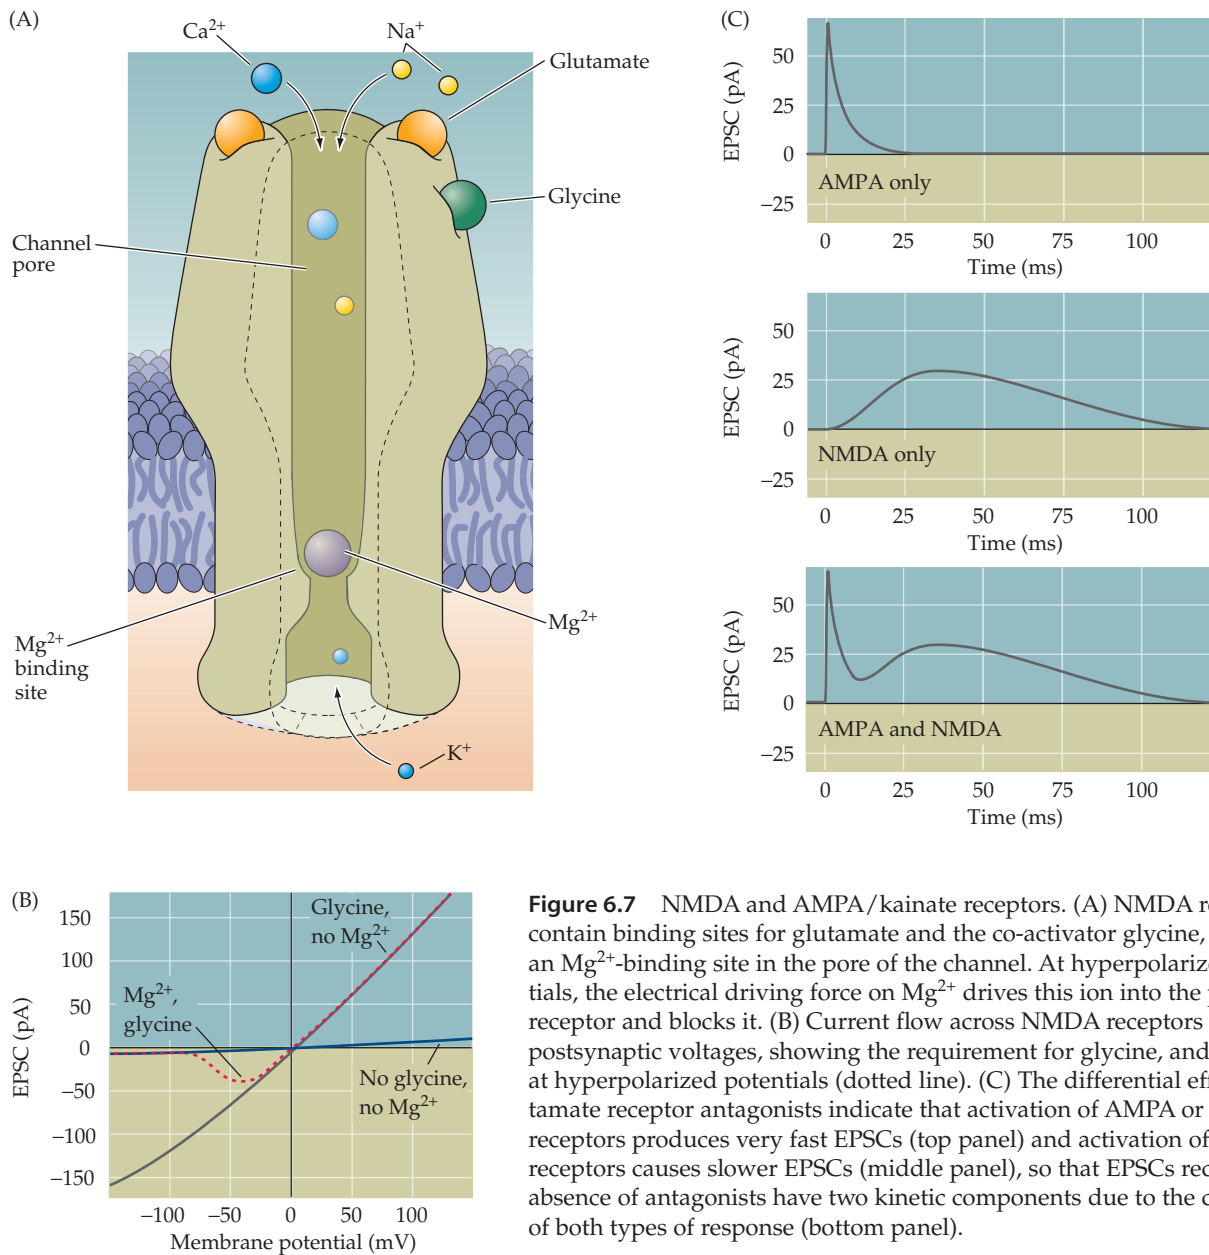 (A)
Ca²⁺
Na⁺
Glutamate
Glycine
Channel
pore
Mg²⁺
binding
site
Mg²⁺
K⁺
(C)
EPSC (pA)
50
25
0
–25
AMPA only
0 25 50 75 100
Time (ms)
EPSC (pA)
50
25
0
–25
NMDA only
0 25 50 75 100
Time (ms)
EPSC (pA)
50
25
0
–25
AMPA and NMDA
0 25 50 75 100
Time (ms)
(B)
EPSC (pA)
150
100
50
0
–50
–100
–150
Glycine,
no Mg²⁺
Mg²⁺,
glycine
No glycine,
no Mg²⁺
–100 –50 0 50 100
Membrane potential (mV)
Figure 6.7 NMDA and AMPA/kainate receptors. (A) NMDA re
contain binding sites for glutamate and the co-activator glycine,
an Mg²⁺-binding site in the pore of the channel. At hyperpolarize
tials, the electrical driving force on Mg²⁺ drives this ion into the p
receptor and blocks it. (B) Current flow across NMDA receptors
postsynaptic voltages, showing the requirement for glycine, and
at hyperpolarized potentials (dotted line). (C) The differential eff
tamate receptor antagonists indicate that activation of AMPA or
receptors produces very fast EPSCs (top panel) and activation of
receptors causes slower EPSCs (middle panel), so that EPSCs rec
absence of antagonists have two kinetic components due to the c
of both types of response (bottom panel).